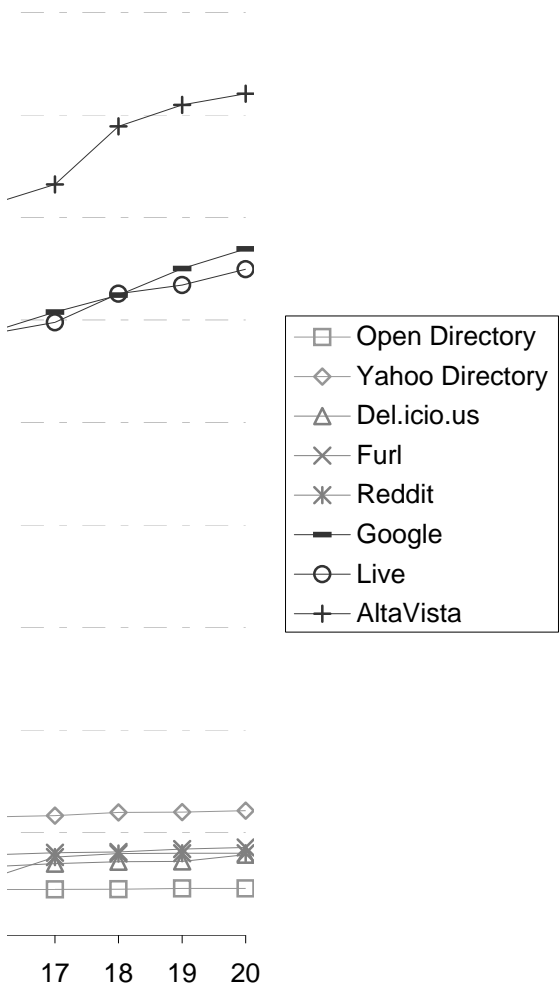 Open Directory
Yahoo Directory
Del.icio.us
Furl
Reddit
Google
Live
AltaVista
17 18 19 20